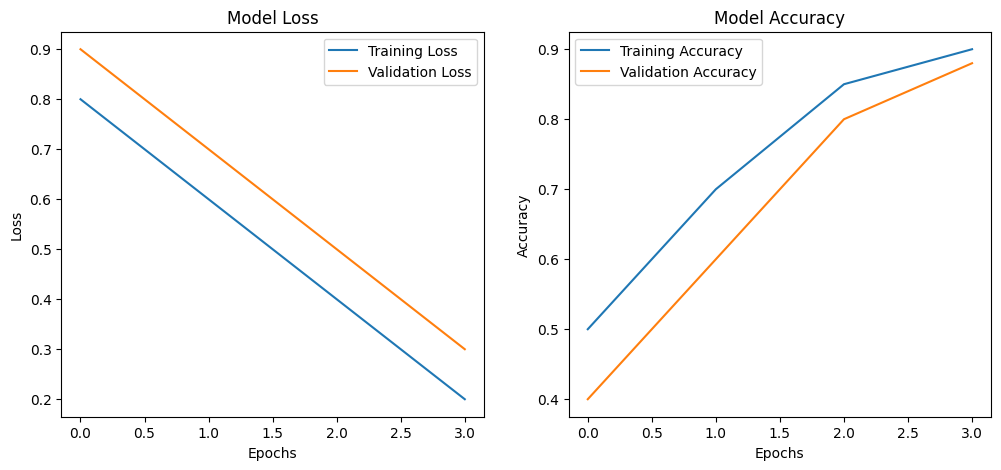 Model Loss
Training Loss
Validation Loss
0.9
0.8
0.7
0.6
0.5
0.4
0.3
0.2
Loss
0.0 0.5 1.0 1.5 2.0 2.5 3.0
Epochs
Model Accuracy
Training Accuracy
Validation Accuracy
0.9
0.8
0.7
0.6
0.5
0.4
Accuracy
0.0 0.5 1.0 1.5 2.0 2.5 3.0
Epochs